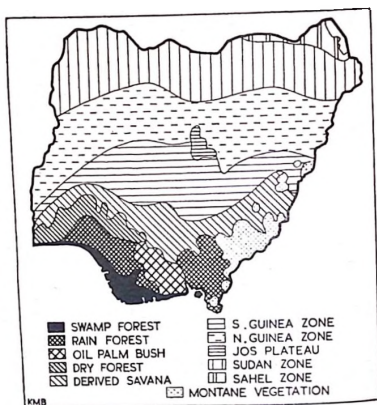 SWAMP FOREST
RAIN FOREST
OIL PALM BUSH
DRY FOREST
DERIVED SAVANA
S.GUINEA ZONE
N.GUINEA ZONE
JOS PLATEAU
SUDAN ZONE
SAHEL ZONE
MONTANE VEGETATION
KMB